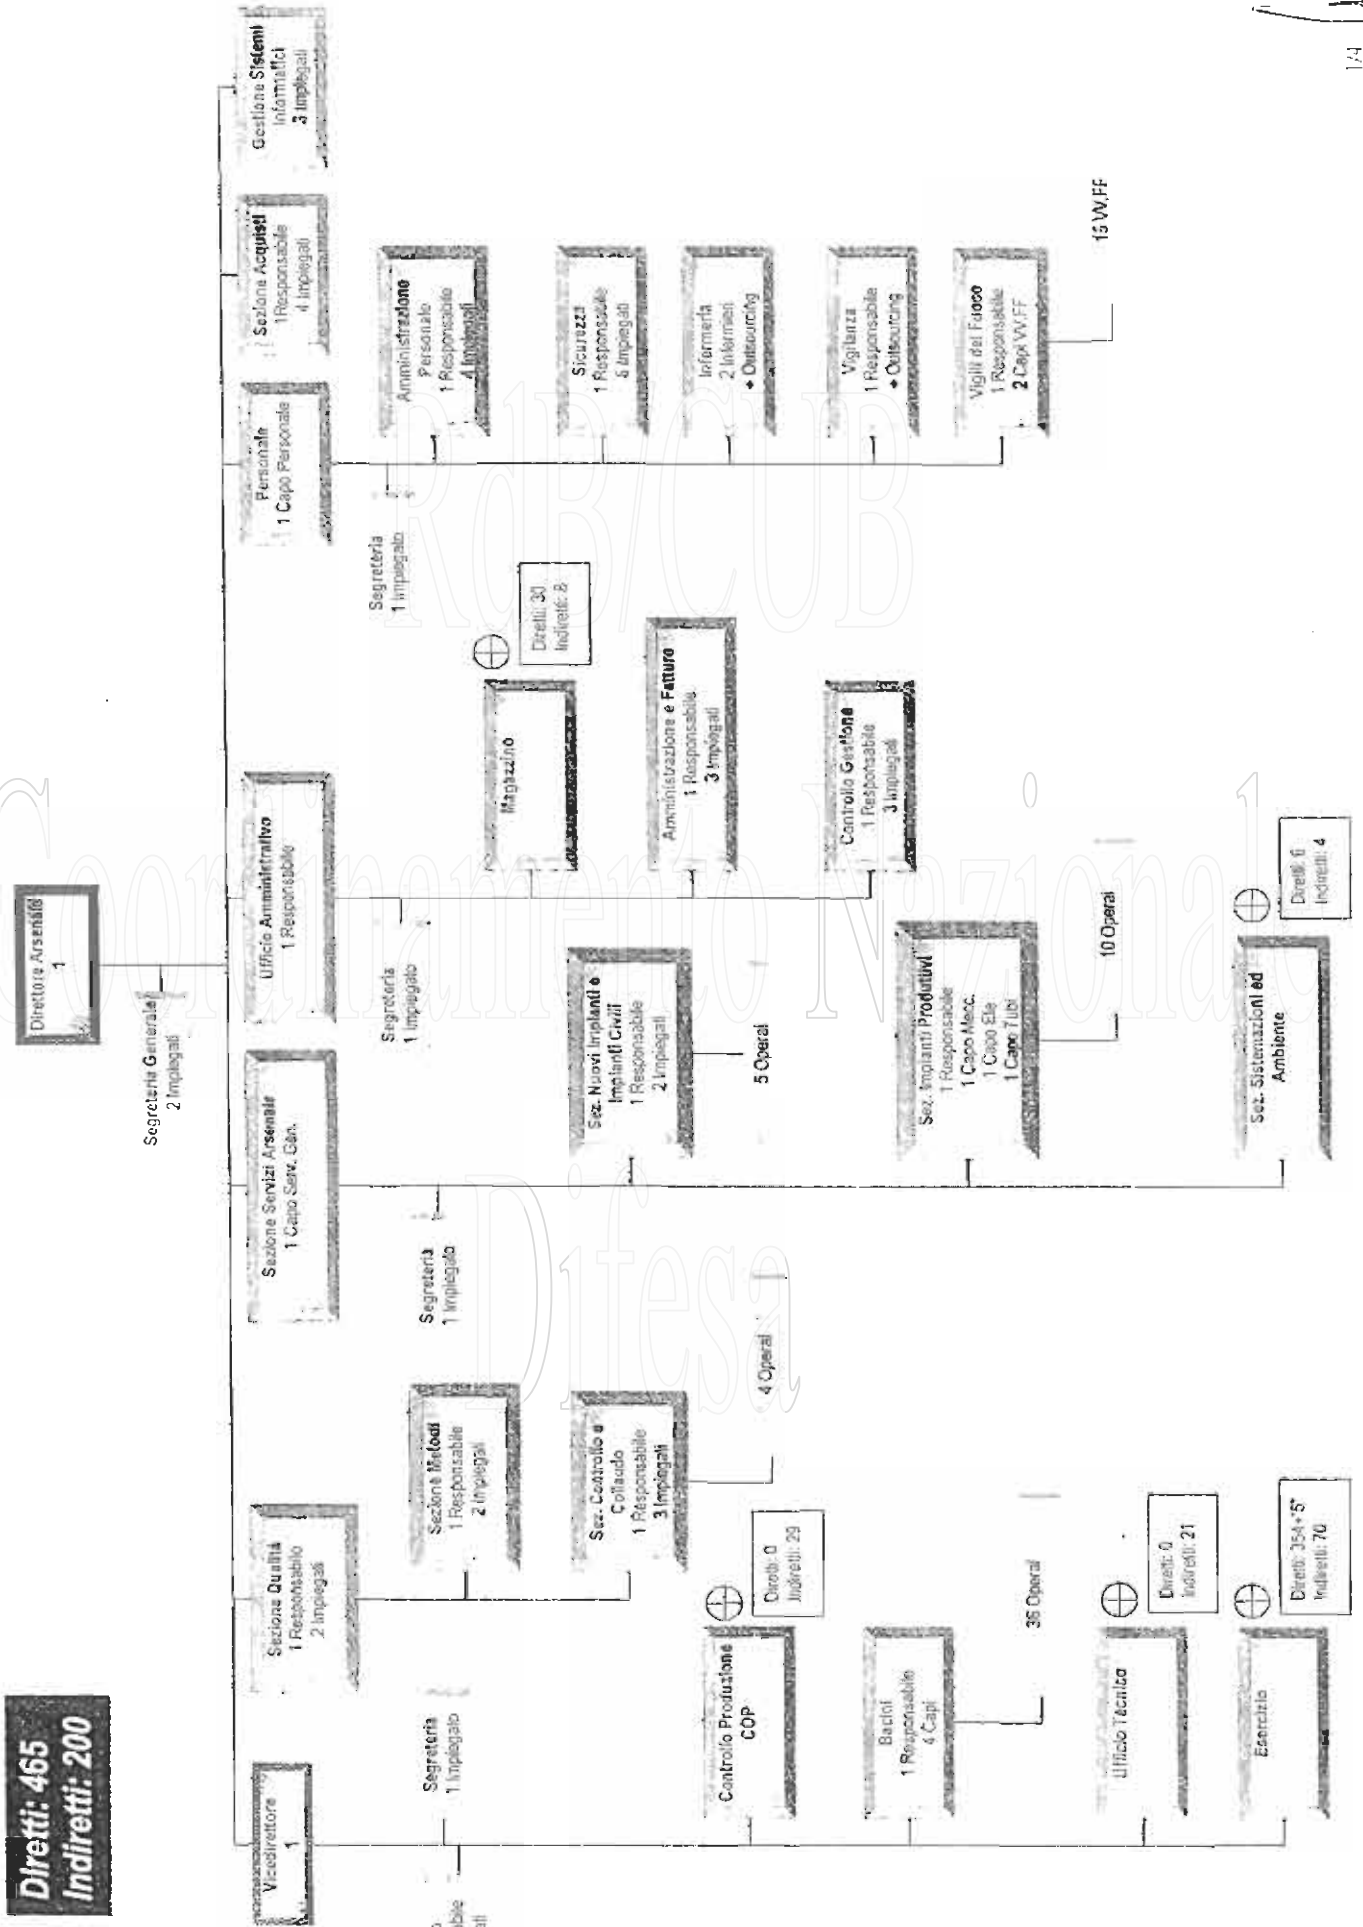 Diretti: 465
Indiretti: 200
Direttore Arsenale
1
Segreteria Generale
2 Impiegati
Vicedirettore
1
Segreteria
1 Impiegato
Controllo Produzione
COP
Diretti: 0
Indiretti: 29
Bacini
1 Responsabile
4 Capi
36 Operai
Ufficio Tecnico
Diretti: 0
Indiretti: 21
Esercizio
Diretti: 354+5*
Indiretti: 70
Sezione Qualità
1 Responsabile
2 Impiegati
Sezione Metodi
1 Responsabile
2 Impiegati
Sez. Controllo e
Collaudo
1 Responsabile
3 Impiegati
4 Operai
Sezione Servizi Arsenale
1 Capo Serv. Gen.
Segreteria
1 Impiegato
Sez. Nuovi Impianti e
Impianti Civili
1 Responsabile
2 Impiegati
5 Operai
Sez. Impianti Produttivi
1 Responsabile
1 Capo Mecc.
1 Capo Ele
1 Capo Tubi
10 Operai
Sez. Sistemazioni ed
Ambiente
Diretti: 6
Indiretti: 4
Ufficio Amministrativo
1 Responsabile
Segreteria
1 Impiegato
Magazzino
Diretti: 30
Indiretti: 8
Amministrazione e Fatture
1 Responsabile
3 Impiegati
Controllo Gestione
1 Responsabile
3 Impiegati
Personale
1 Capo Personale
Segreteria
1 Impiegato
Amministrazione
Personale
1 Responsabile
4 Impiegati
Sicurezza
1 Responsabile
Impiegati
Infermeria
2 Infermieri
+ Outsourcing
Vigilanza
1 Responsabile
+ Outsourcing
Vigili del Fuoco
1 Responsabile
2 Capi VV.FF
VV.FF
Sezione Acquisti
1 Responsabile
4 Impiegati
Gestione Sistemi
Informatici
3 Impiegati
Coordinamento Nazionale
RdB/CUB
Difesa